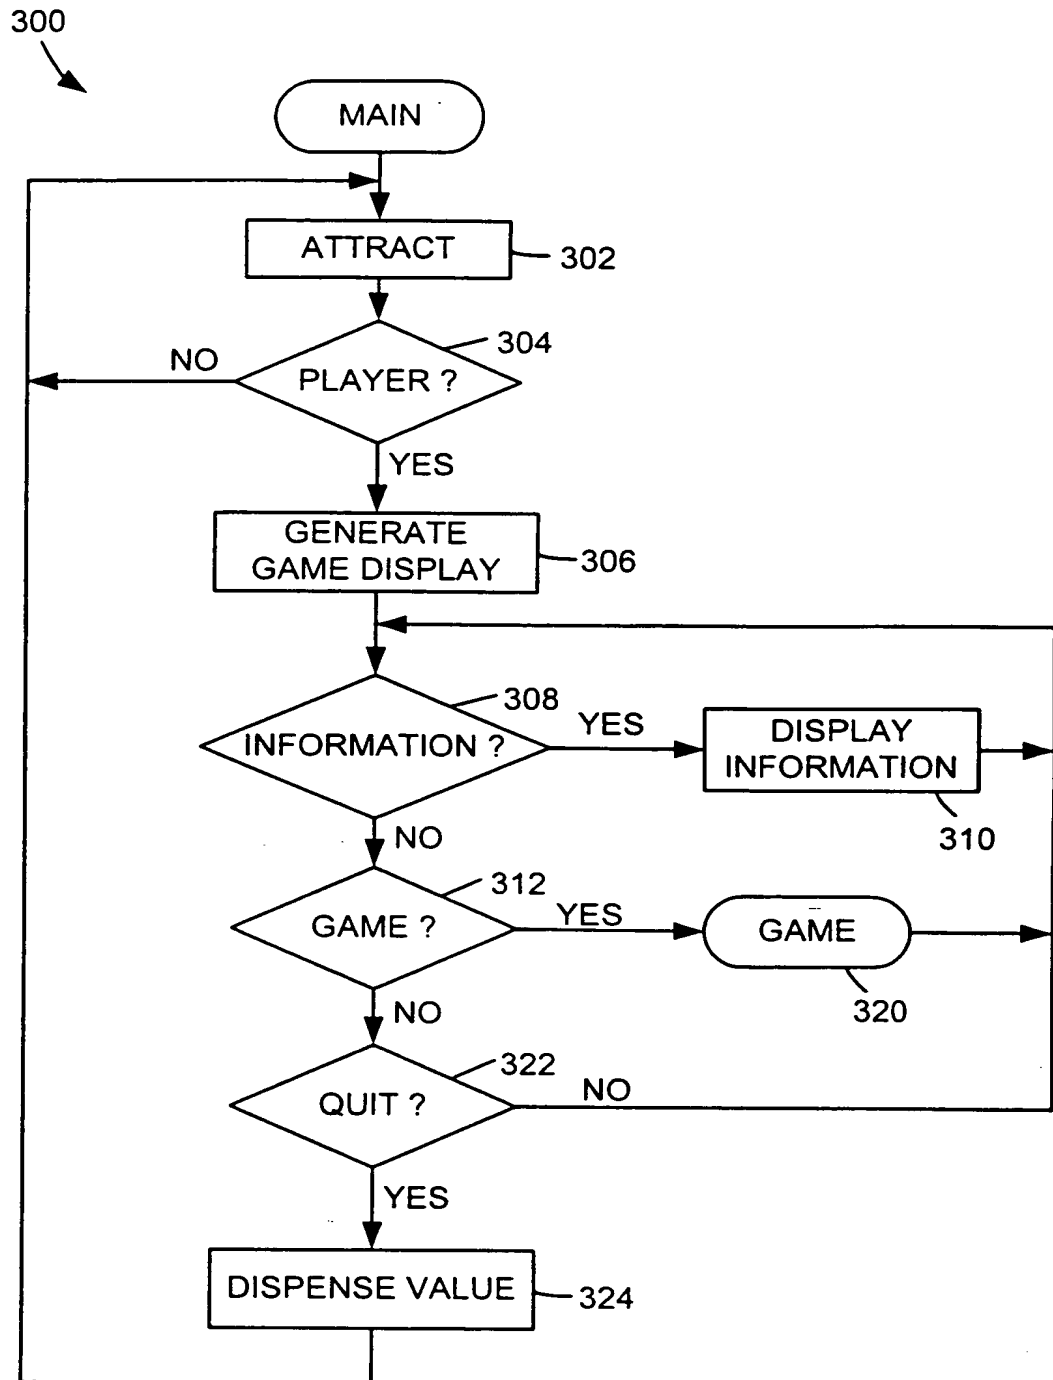 300
MAIN
ATTRACT
302
304
NO
PLAYER ?
YES
GENERATE
GAME DISPLAY
306
308
INFORMATION ?
YES
DISPLAY
INFORMATION
310
NO
312
GAME ?
YES
GAME
320
NO
322
QUIT ?
NO
YES
DISPENSE VALUE
324